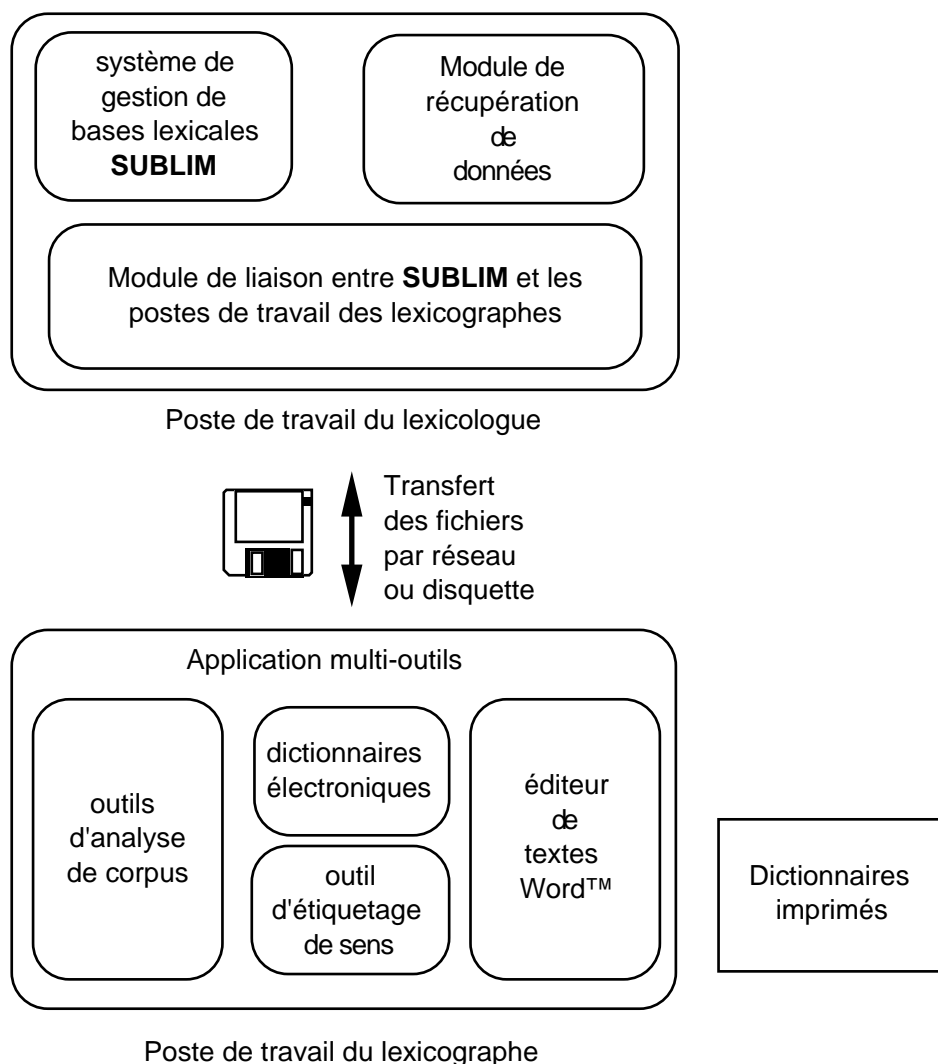 système de
gestion de
bases lexicales
SUBLIM
Module de
récupération
de
données
Module de liaison entre SUBLIM et les
postes de travail des lexicographes
Poste de travail du lexicologue
Transfert
des fichiers
par réseau
ou disquette
Application multi-outils
outils
d'analyse
de corpus
dictionnaires
électroniques
outil
d'étiquetage
de sens
éditeur
de
textes
Word™
Dictionnaires
imprimés
Poste de travail du lexicographe